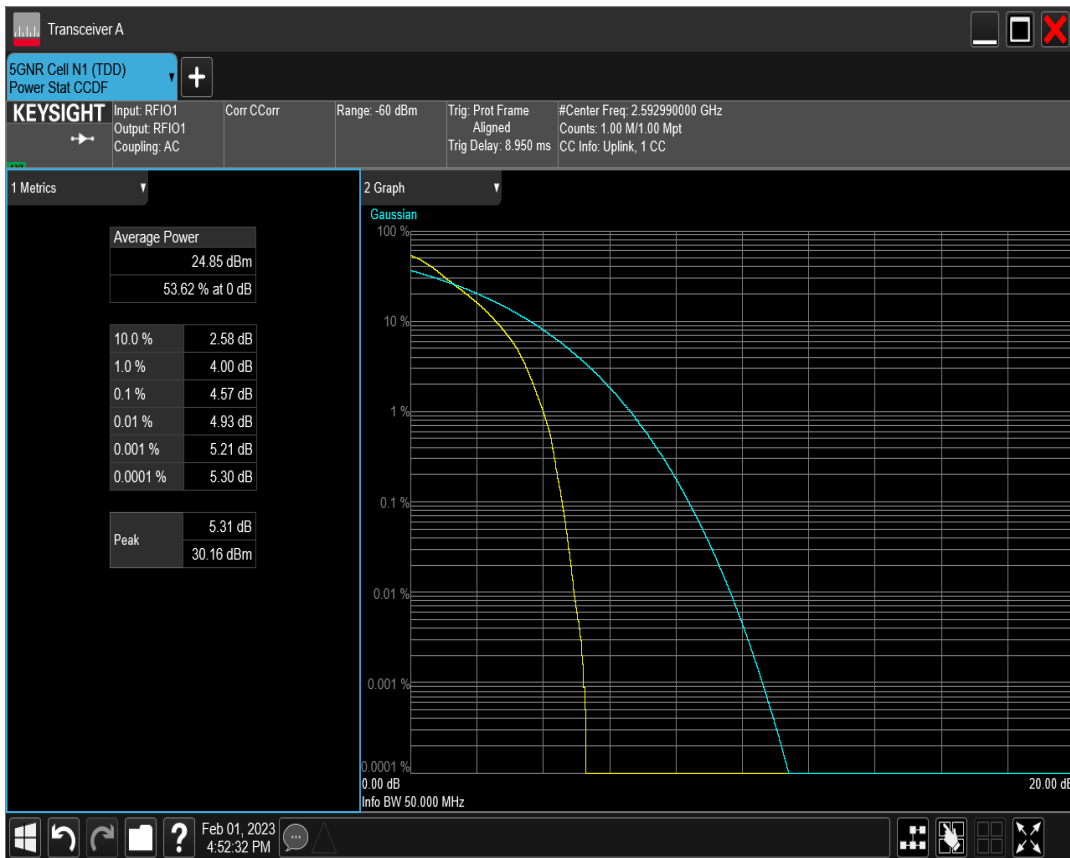 Transceiver A
5GNR Cell N1 (TDD)
Power Stat CCDF
KEYSIGHT
Input: RFIO1
Output: RFIO1
Coupling: AC
Corr CCorr
Range: -60 dBm
Trig: Prot Frame
Aligned
Trig Delay: 8.950 ms
#Center Freq: 2.592990000 GHz
Counts: 1.00 M/1.00 Mpt
CC Info: Uplink, 1 CC
1 Metrics
Average Power
24.85 dBm
53.62 % at 0 dB
10.0 % 2.58 dB
1.0 % 4.00 dB
0.1 % 4.57 dB
0.01 % 4.93 dB
0.001 % 5.21 dB
0.0001 % 5.30 dB
Peak
5.31 dB
30.16 dBm
2 Graph
Gaussian
100 %
10 %
1 %
0.1 %
0.01 %
0.001 %
0.0001 %
0.00 dB
20.00 dB
Info BW 50.000 MHz
?
Feb 01, 2023
4:52:32 PM